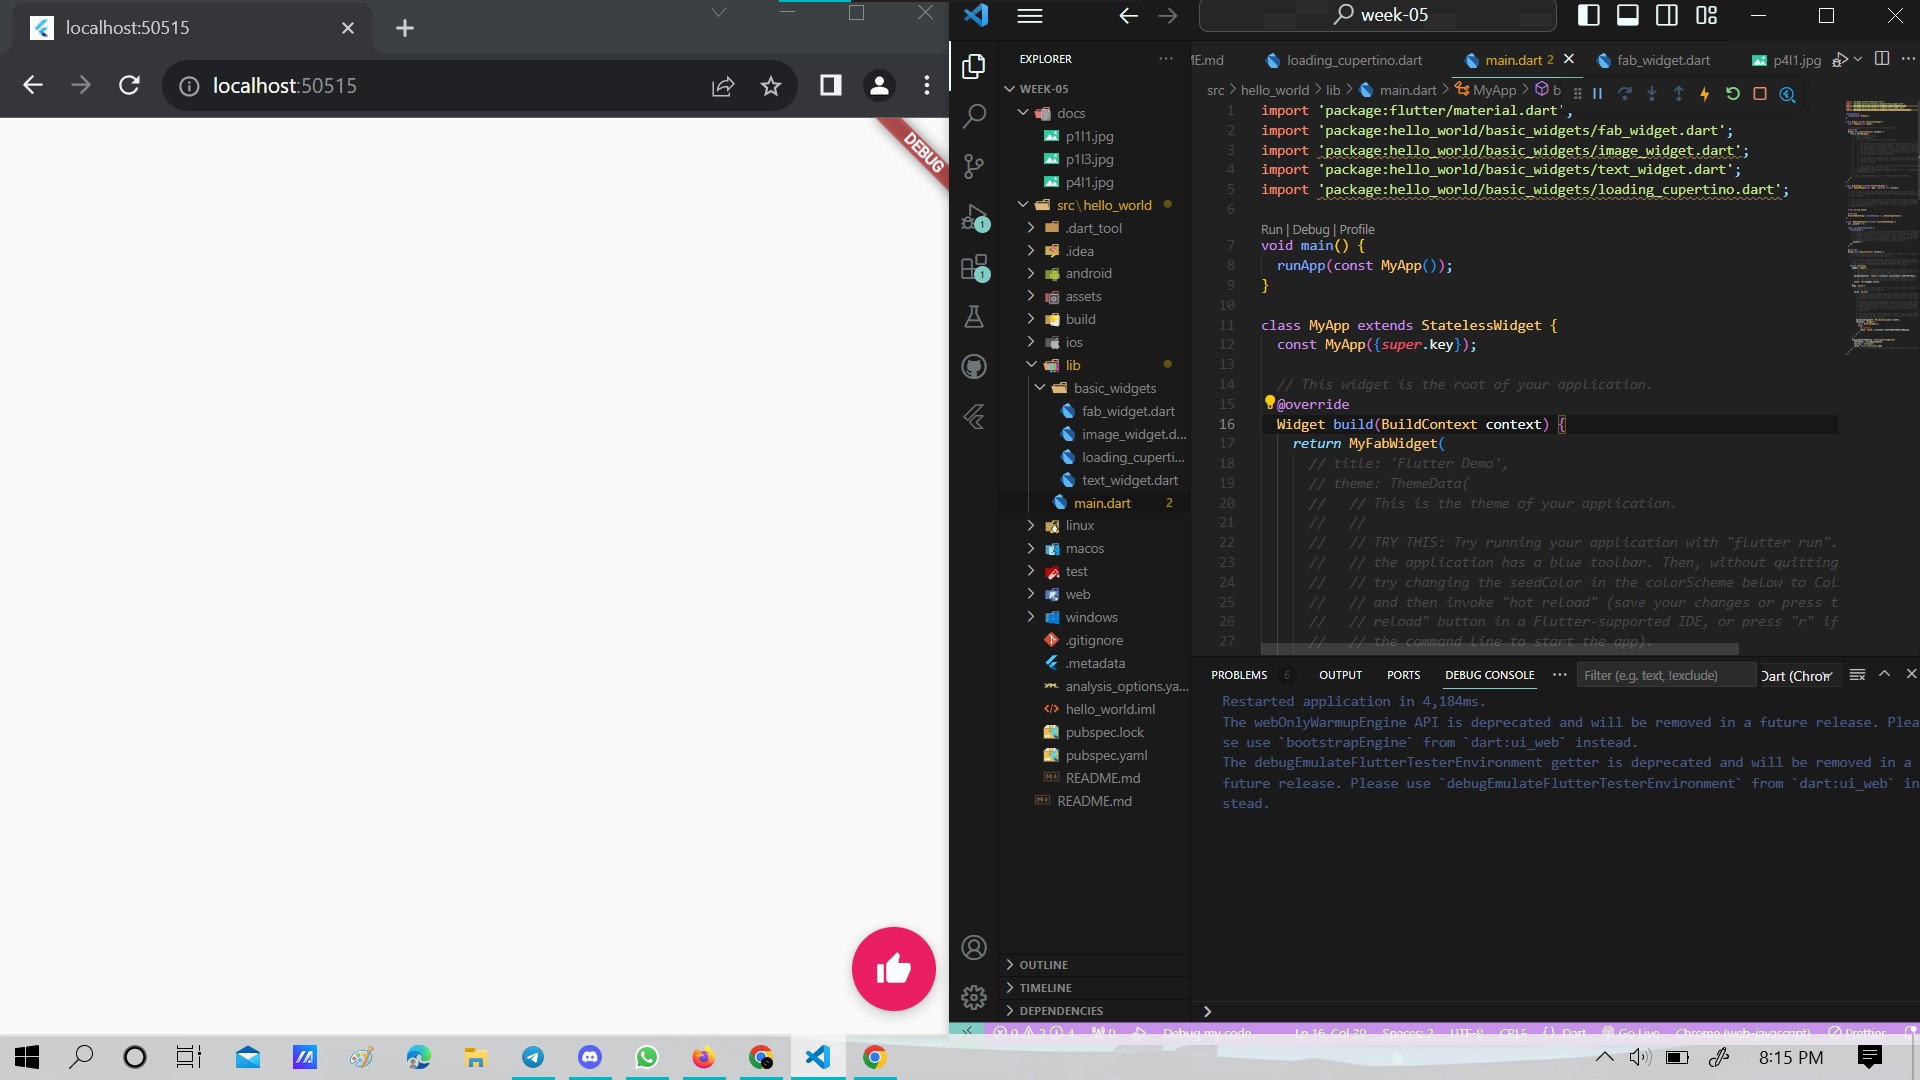 localhost:50515
localhost:50515
DEBUG
week-05
EXPLORER
WEEK-05
docs
p1l1.jpg
p1l3.jpg
p4l1.jpg
src\hello_world
.dart_tool
.idea
android
assets
build
ios
lib
basic_widgets
fab_widget.dart
image_widget.d...
loading_cuperti...
text_widget.dart
main.dart 2
linux
macos
test
web
windows
.gitignore
.metadata
analysis_options.ya...
hello_world.iml
pubspec.lock
pubspec.yaml
README.md
README.md
OUTLINE
TIMELINE
DEPENDENCIES
1
1
E.md loading_cupertino.dart main.dart 2 fab_widget.dart p4l1.jpg
src > hello_world > lib > main.dart > MyApp > b
1 import 'package:flutter/material.dart';
2 import 'package:hello_world/basic_widgets/fab_widget.dart';
3 import 'package:hello_world/basic_widgets/image_widget.dart';
4 import 'package:hello_world/basic_widgets/text_widget.dart';
5 import 'package:hello_world/basic_widgets/loading_cupertino.dart';
6
Run | Debug | Profile
7 void main() {
8 runApp(const MyApp());
9 }
10
11 class MyApp extends StatelessWidget {
12 const MyApp({super.key});
13
14 // This widget is the root of your application.
15 @override
16 Widget build(BuildContext context) {
17 return MyFabWidget(
18 // title: 'Flutter Demo',
19 // theme: ThemeData(
20 // // This is the theme of your application.
21 // //
22 // // TRY THIS: Try running your application with "flutter run".
23 // // the application has a blue toolbar. Then, without quitting
24 // // try changing the seedColor in the colorScheme below to Col
25 // // and then invoke "hot reload" (save your changes or press t
26 // // reload" button in a Flutter-supported IDE, or press "r" if
27 // // the command line to start the app).
PROBLEMS 6 OUTPUT PORTS DEBUG CONSOLE Filter (e.g. text, !exclude) Dart (Chrom
Restarted application in 4,184ms.
The webOnlyWarmupEngine API is deprecated and will be removed in a future release. Plea
se use `bootstrapEngine` from `dart:ui_web` instead.
The debugEmulateFlutterTesterEnvironment getter is deprecated and will be removed in a
future release. Please use `debugEmulateFlutterTesterEnvironment` from `dart:ui_web` in
stead.
0 2 4 0 Debug my code Ln 16, Col 39 Spaces: 2 UTF-8 CRLF {} Dart Go Live Chrome (web-javascript) Prettier
8:15 PM